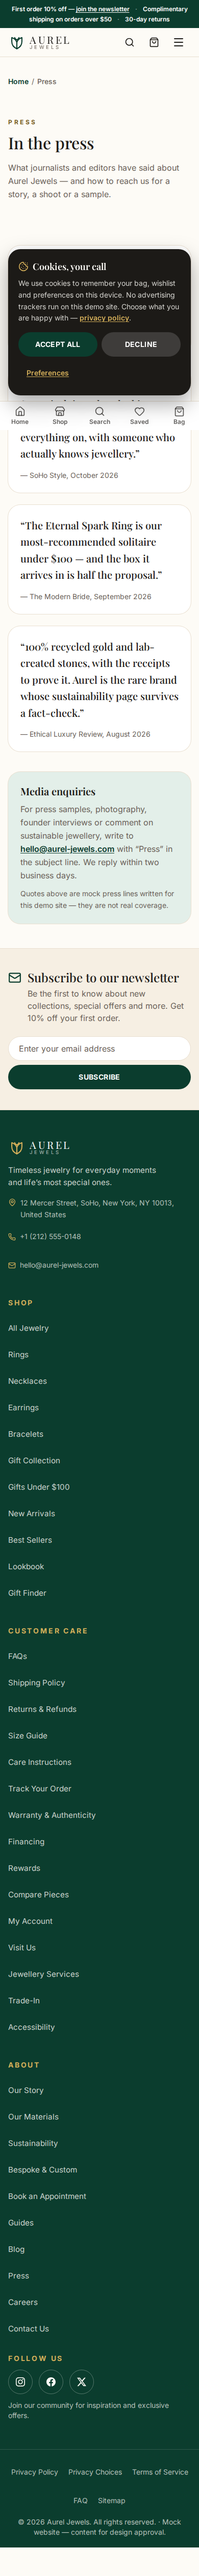 First order 10% off — join the newsletter · Complimentary
shipping on orders over $50 · 30-day returns
AUREL
JEWELS
Home / Press
PRESS
In the press
What journalists and editors have said about
Aurel Jewels — and how to reach us for a
story, a shoot or a sample.
Cookies, your call
We use cookies to remember your bag, wishlist
and preferences on this device. No advertising
trackers run on this demo site. Choose what you
are happy with — privacy policy.
ACCEPT ALL
DECLINE
Preferences
Home
Shop
Search
Saved
Bag
everything on, with someone who
actually knows jewellery.”
— SoHo Style, October 2026
“The Eternal Spark Ring is our
most-recommended solitaire
under $100 — and the box it
arrives in is half the proposal.”
— The Modern Bride, September 2026
“100% recycled gold and lab-
created stones, with the receipts
to prove it. Aurel is the rare brand
whose sustainability page survives
a fact-check.”
— Ethical Luxury Review, August 2026
Media enquiries
For press samples, photography,
founder interviews or comment on
sustainable jewellery, write to
hello@aurel-jewels.com with “Press” in
the subject line. We reply within two
business days.
Quotes above are mock press lines written for
this demo site — they are not real coverage.
Subscribe to our newsletter
Be the first to know about new
collections, special offers and more. Get
10% off your first order.
Enter your email address
SUBSCRIBE
AUREL
JEWELS
Timeless jewelry for everyday moments
and life’s most special ones.
12 Mercer Street, SoHo, New York, NY 10013,
United States
+1 (212) 555-0148
hello@aurel-jewels.com
SHOP
All Jewelry
Rings
Necklaces
Earrings
Bracelets
Gift Collection
Gifts Under $100
New Arrivals
Best Sellers
Lookbook
Gift Finder
CUSTOMER CARE
FAQs
Shipping Policy
Returns & Refunds
Size Guide
Care Instructions
Track Your Order
Warranty & Authenticity
Financing
Rewards
Compare Pieces
My Account
Visit Us
Jewellery Services
Trade-In
Accessibility
ABOUT
Our Story
Our Materials
Sustainability
Bespoke & Custom
Book an Appointment
Guides
Blog
Press
Careers
Contact Us
FOLLOW US
Join our community for inspiration and exclusive
offers.
Privacy Policy
Privacy Choices
Terms of Service
FAQ
Sitemap
© 2026 Aurel Jewels. All rights reserved. · Mock
website — content for design approval.